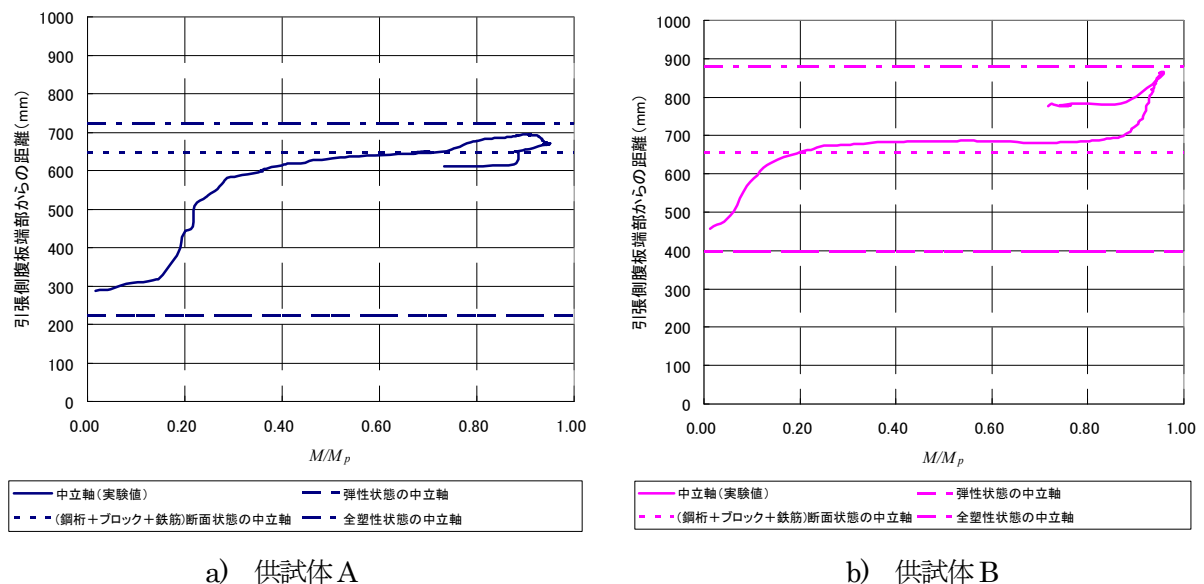 引張側腹板端部からの距離(mm)
1000
900
800
700
600
500
400
300
200
100
0
0.00 0.20 0.40 0.60 0.80 1.00
M/Mp
中立軸(実験値) 弾性状態の中立軸
(鋼桁+ブロック+鉄筋)断面状態の中立軸 全塑性状態の中立軸
a) 供試体A
引張側腹板端部からの距離(mm)
1000
900
800
700
600
500
400
300
200
100
0
0.00 0.20 0.40 0.60 0.80 1.00
M/Mp
中立軸(実験値) 弾性状態の中立軸
(鋼桁+ブロック+鉄筋)断面状態の中立軸 全塑性状態の中立軸
b) 供試体B